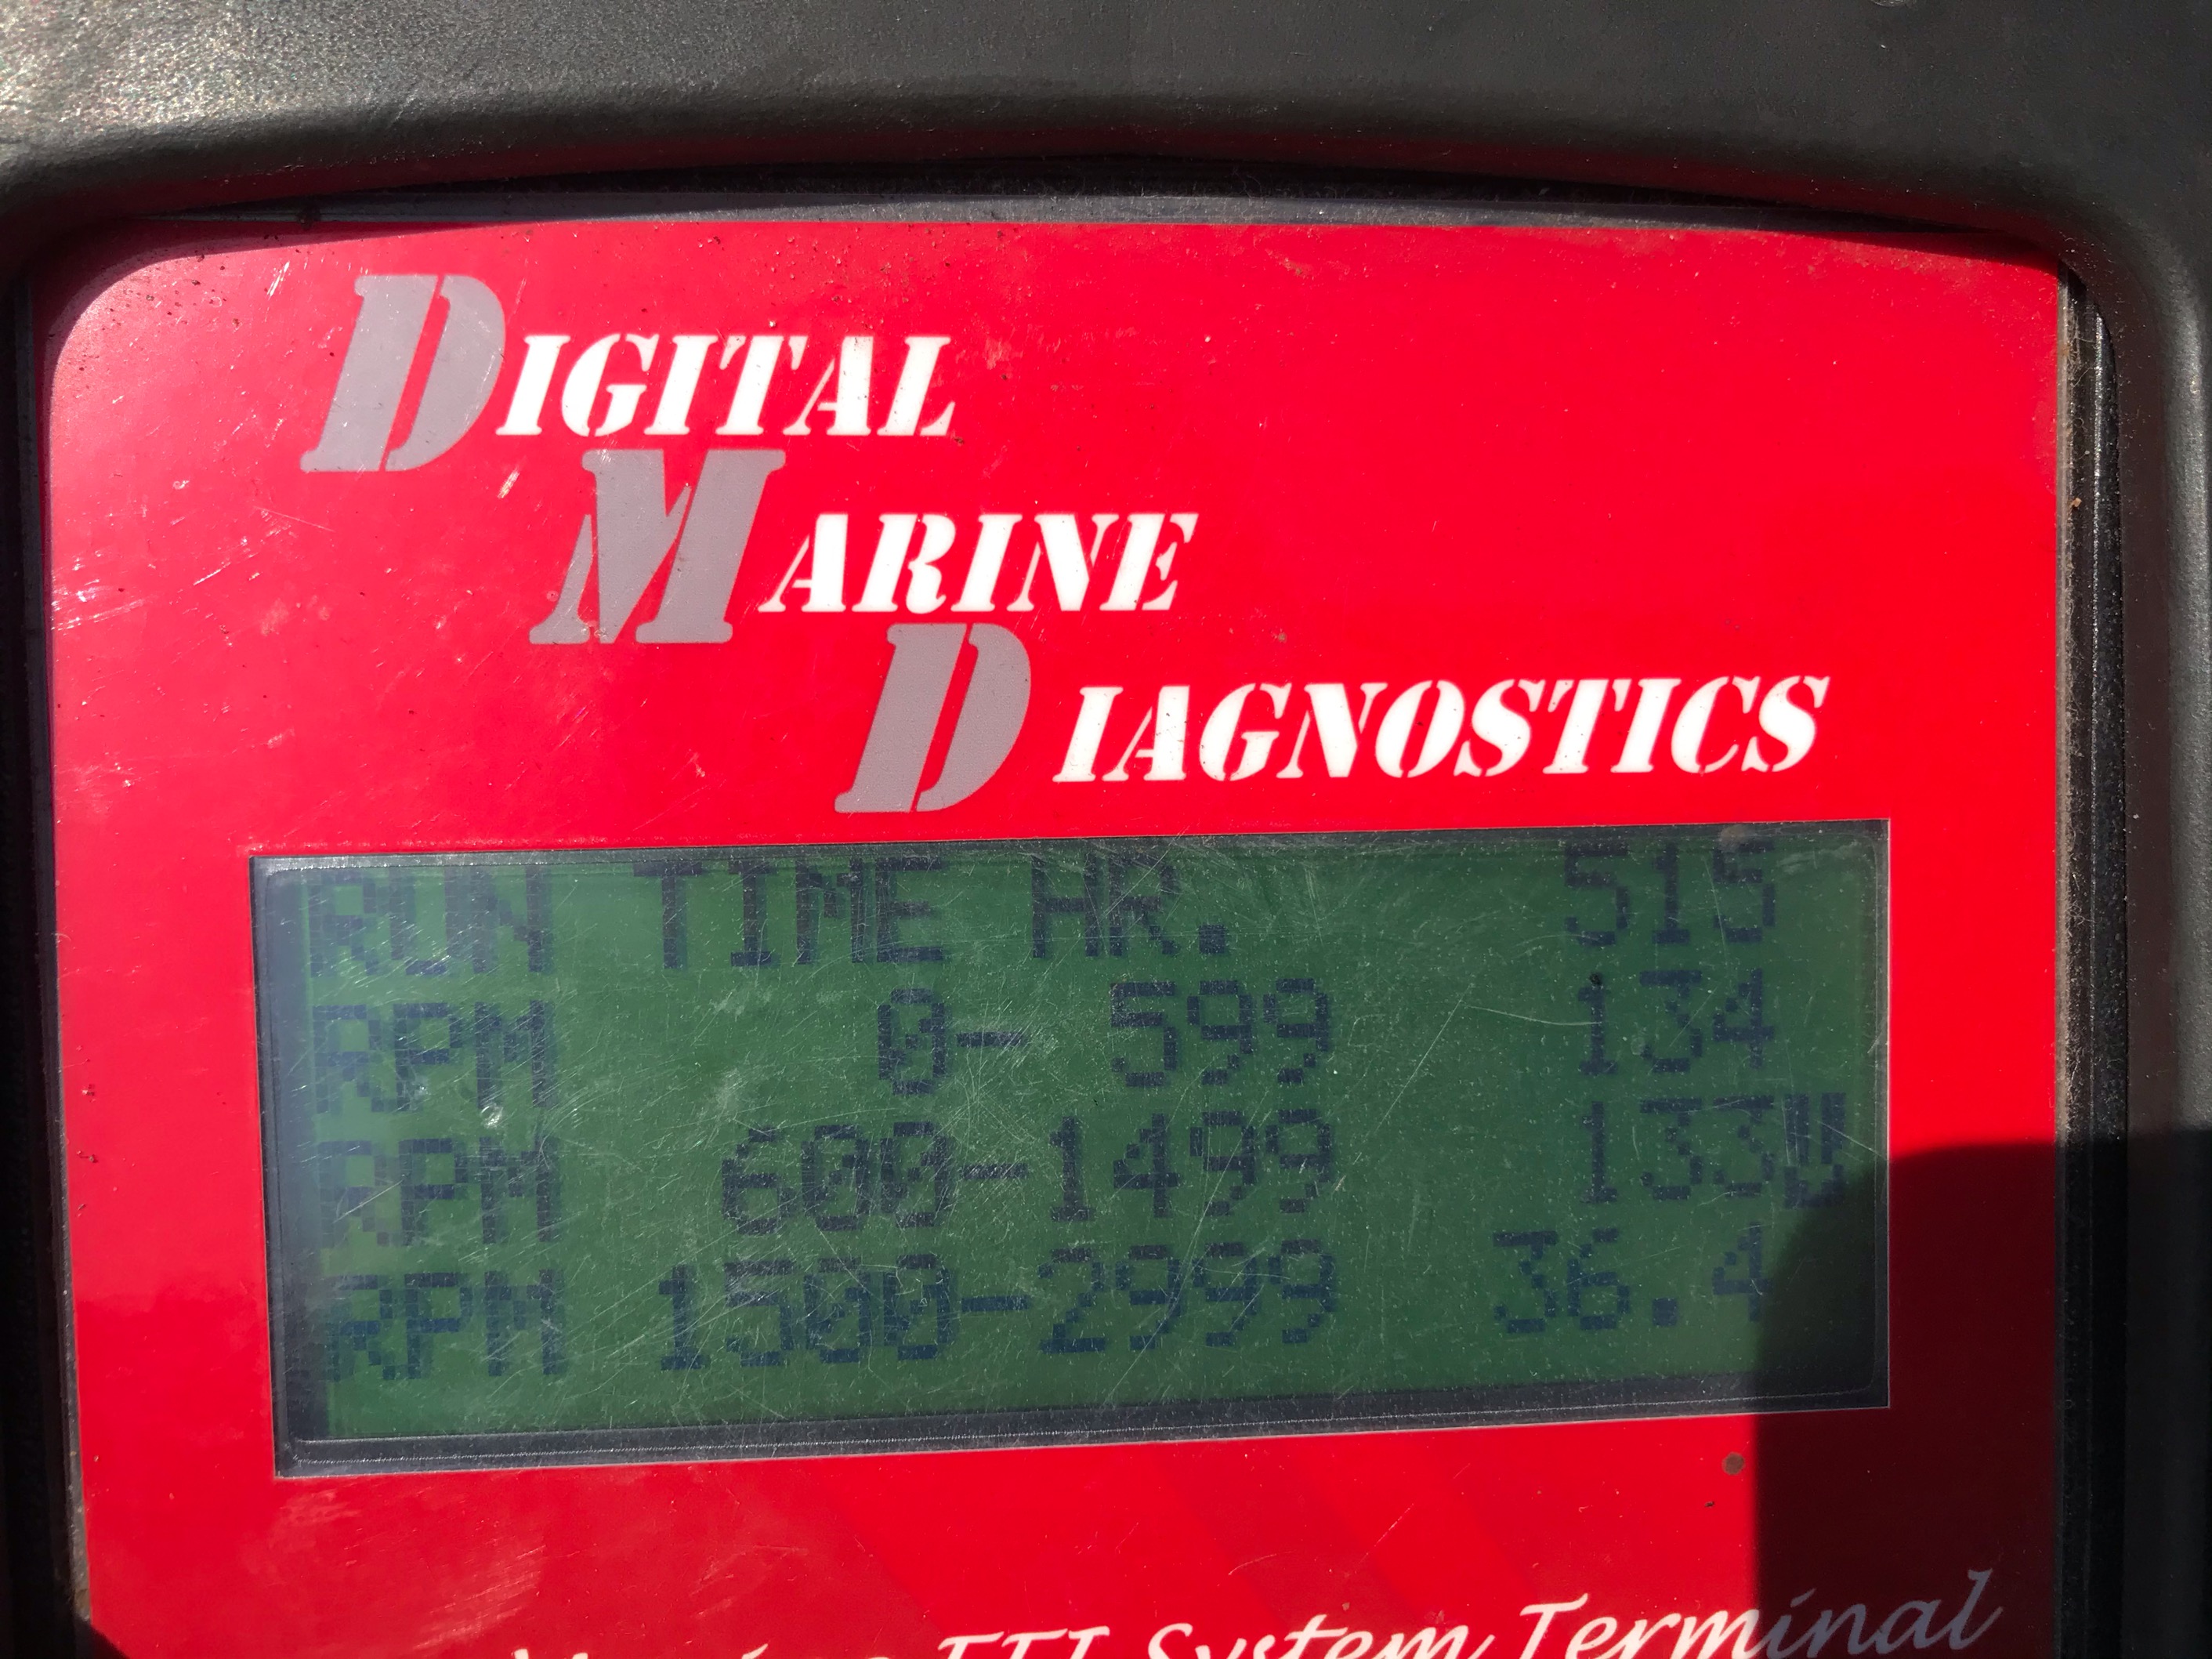 DIGITAL
MARINE
DIAGNOSTICS
RUN TIME HR. 515
RPM 0- 599 134
RPM 600-1499 133
RPM 1500-2999 36.4
System Terminal